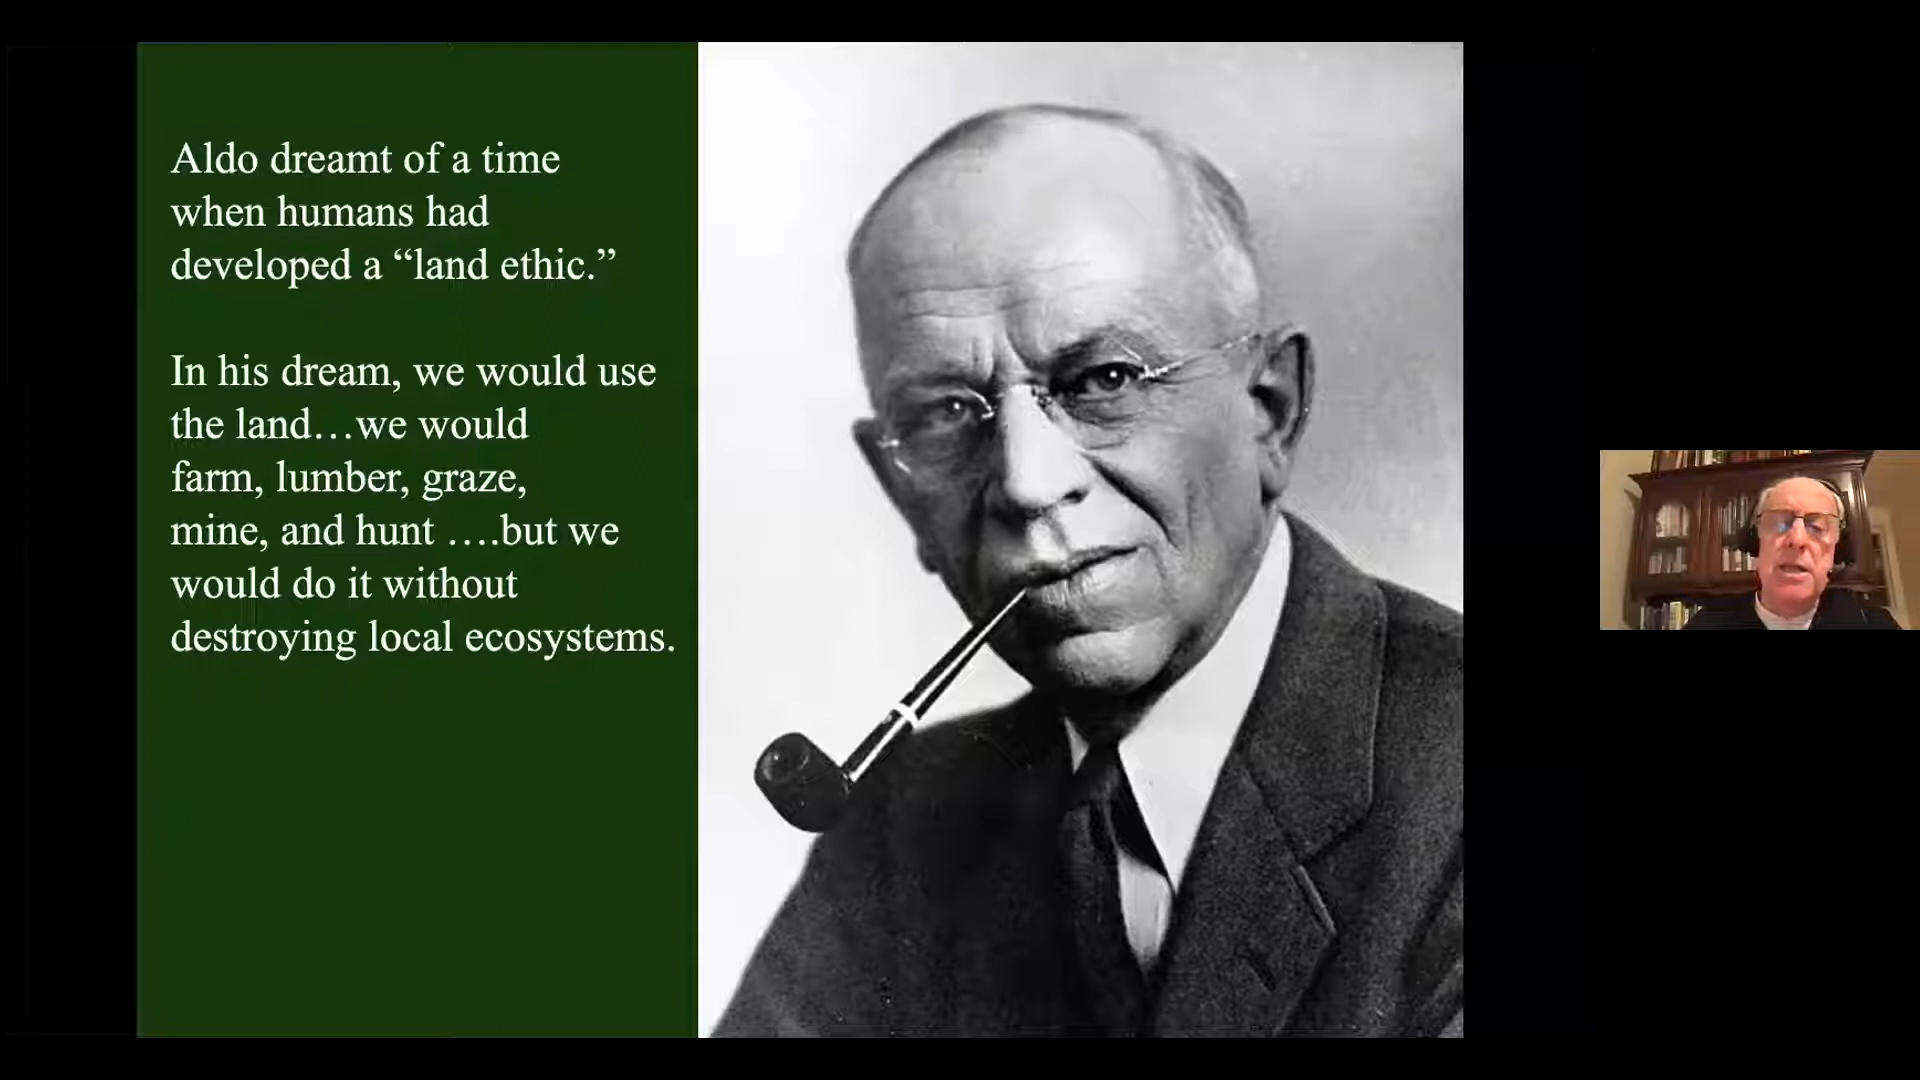 Aldo dreamt of a time
when humans had
developed a “land ethic.”
In his dream, we would use
the land…we would
farm, lumber, graze,
mine, and hunt ….but we
would do it without
destroying local ecosystems.